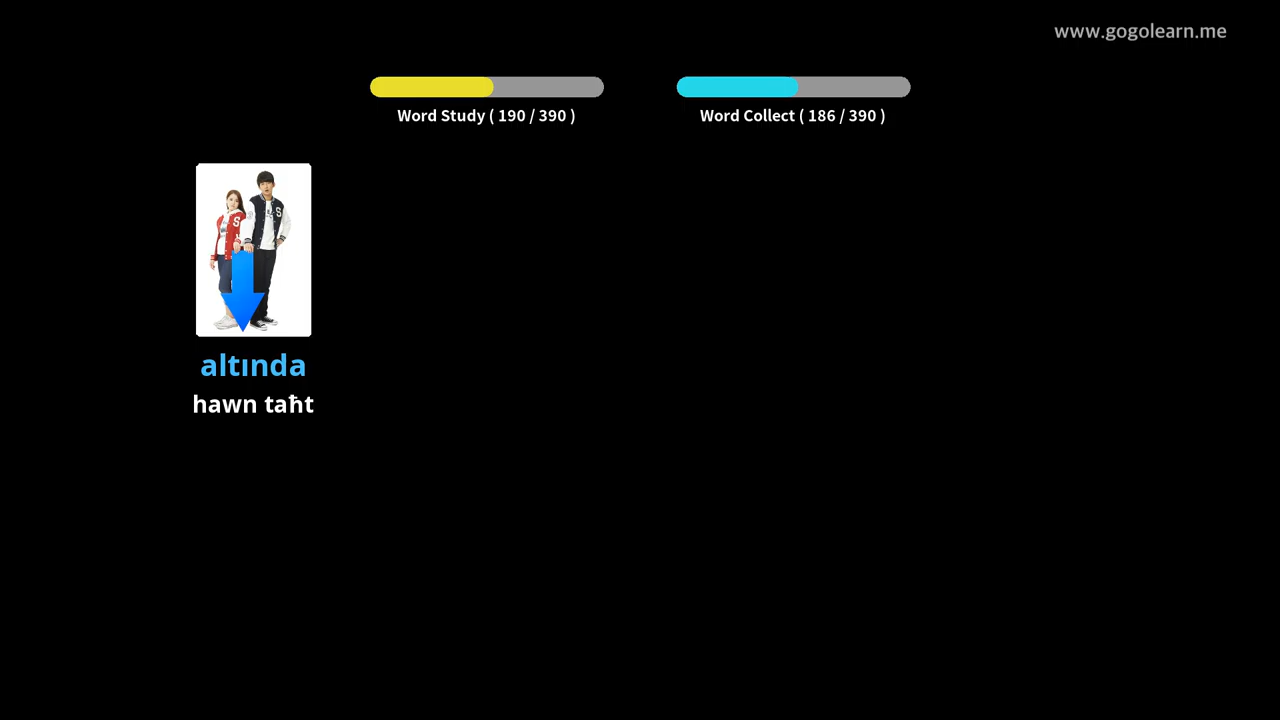 www.gogolearn.me
Word Study ( 190 / 390 )
Word Collect ( 186 / 390 )
S
S
altında
hawn taħt